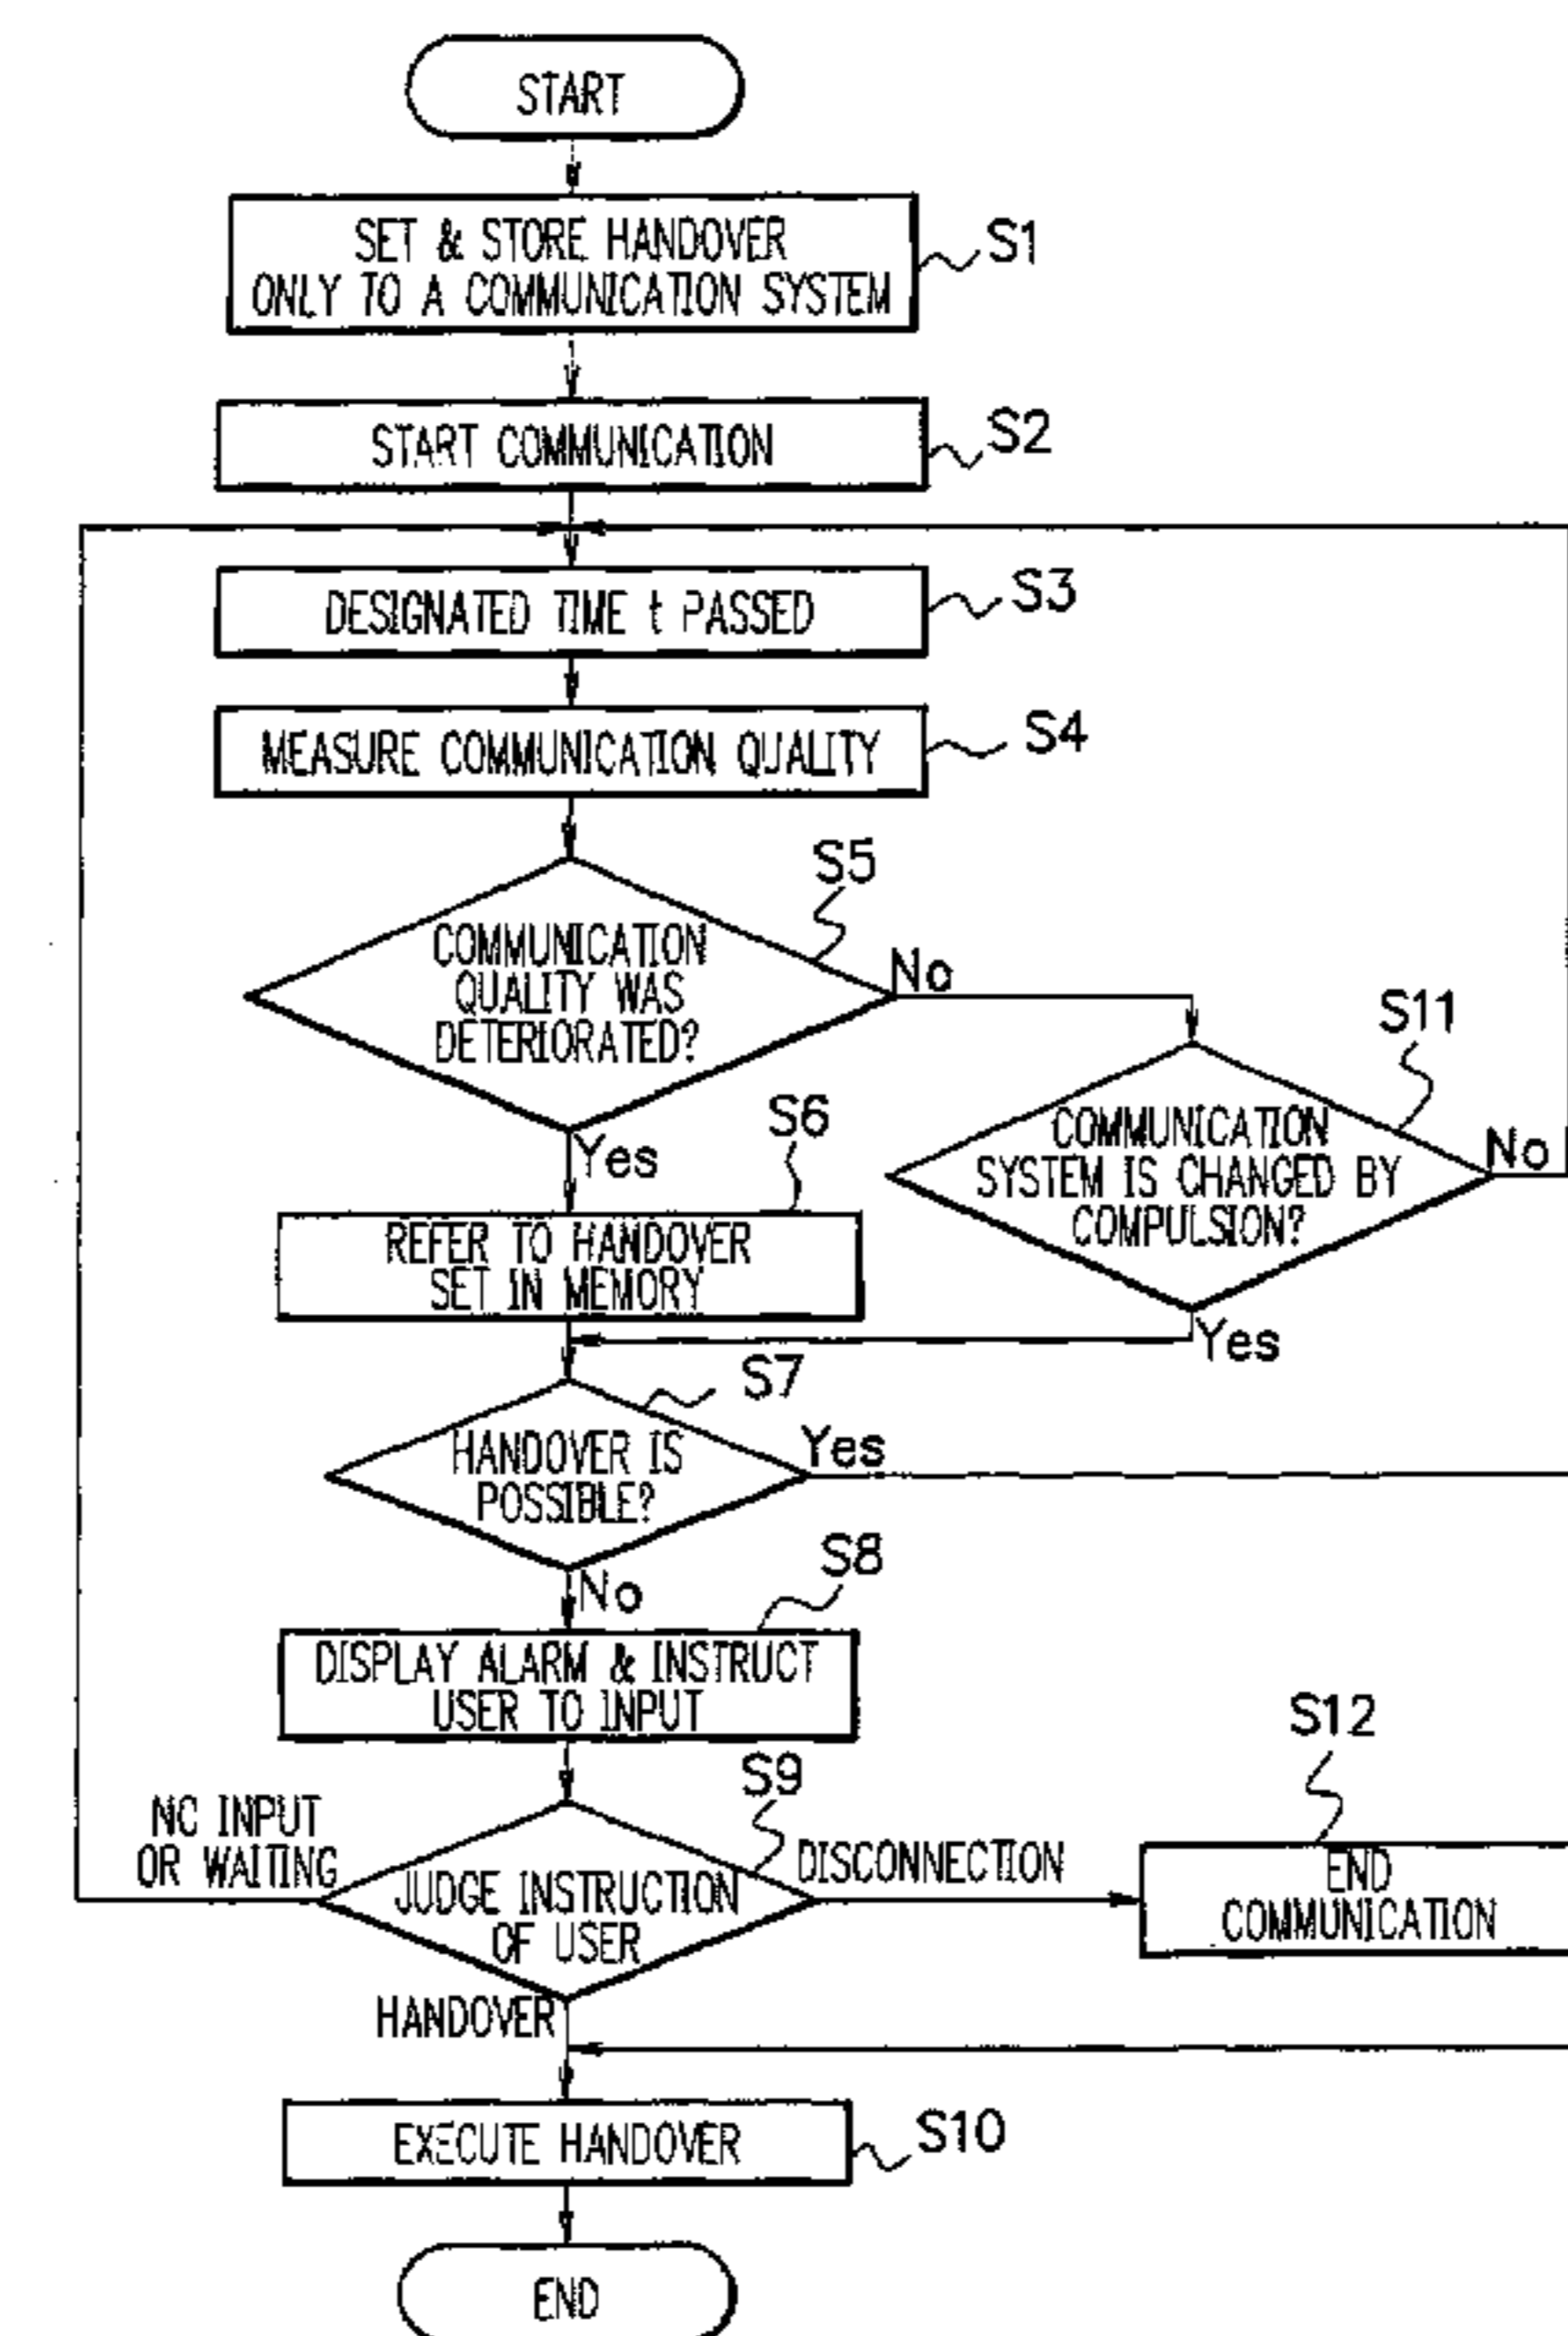 START
SET & STORE HANDOVER
ONLY TO A COMMUNICATION SYSTEM
S1
START COMMUNICATION
S2
DESIGNATED TIME t PASSED
S3
MEASURE COMMUNICATION QUALITY
S4
S5
COMMUNICATION
QUALITY WAS
DETERIORATED?
No
S11
COMMUNICATION
SYSTEM IS CHANGED BY
COMPULSION?
No
Yes
S6
Yes
REFER TO HANDOVER
SET IN MEMORY
S7
HANDOVER IS
POSSIBLE?
Yes
No
S8
DISPLAY ALARM & INSTRUCT
USER TO INPUT
S9
NO INPUT
OR WAITING
JUDGE INSTRUCTION
OF USER
DISCONNECTION
S12
END
COMMUNICATION
HANDOVER
EXECUTE HANDOVER
S10
END